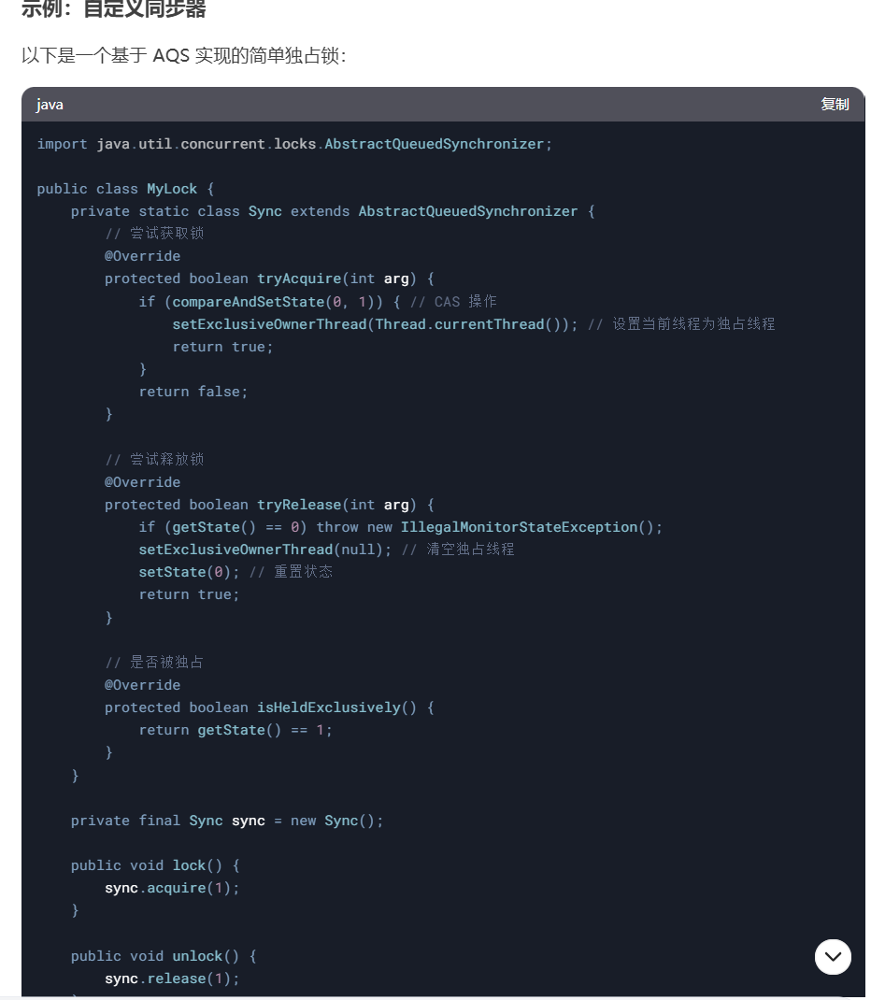 示例：自定义同步器
以下是一个基于 AQS 实现的简单独占锁：
java
复制
import java.util.concurrent.locks.AbstractQueuedSynchronizer;
public class MyLock {
    private static class Sync extends AbstractQueuedSynchronizer {
        // 尝试获取锁
        @Override
        protected boolean tryAcquire(int arg) {
            if (compareAndSetState(0, 1)) { // CAS 操作
                setExclusiveOwnerThread(Thread.currentThread()); // 设置当前线程为独占线程
                return true;
            }
            return false;
        }
        // 尝试释放锁
        @Override
        protected boolean tryRelease(int arg) {
            if (getState() == 0) throw new IllegalMonitorStateException();
            setExclusiveOwnerThread(null); // 清空独占线程
            setState(0); // 重置状态
            return true;
        }
        // 是否被独占
        @Override
        protected boolean isHeldExclusively() {
            return getState() == 1;
        }
    }
    private final Sync sync = new Sync();
    public void lock() {
        sync.acquire(1);
    }
    public void unlock() {
        sync.release(1);